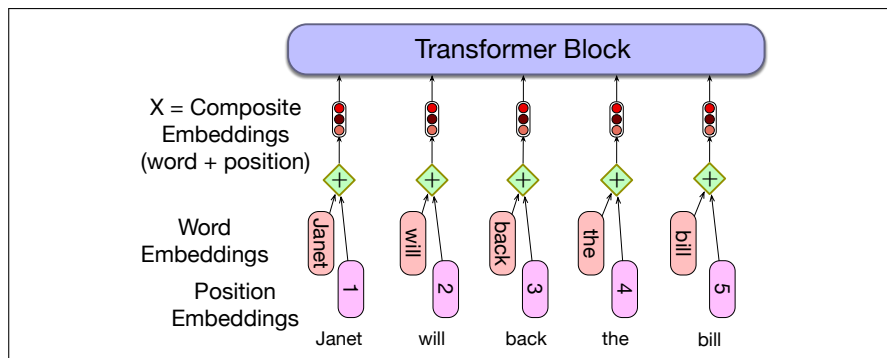 Transformer Block
X = Composite
Embeddings
(word + position)
+ + + + +
Word
Embeddings
Janet will back the bill
Position
Embeddings
1 2 3 4 5
Janet will back the bill